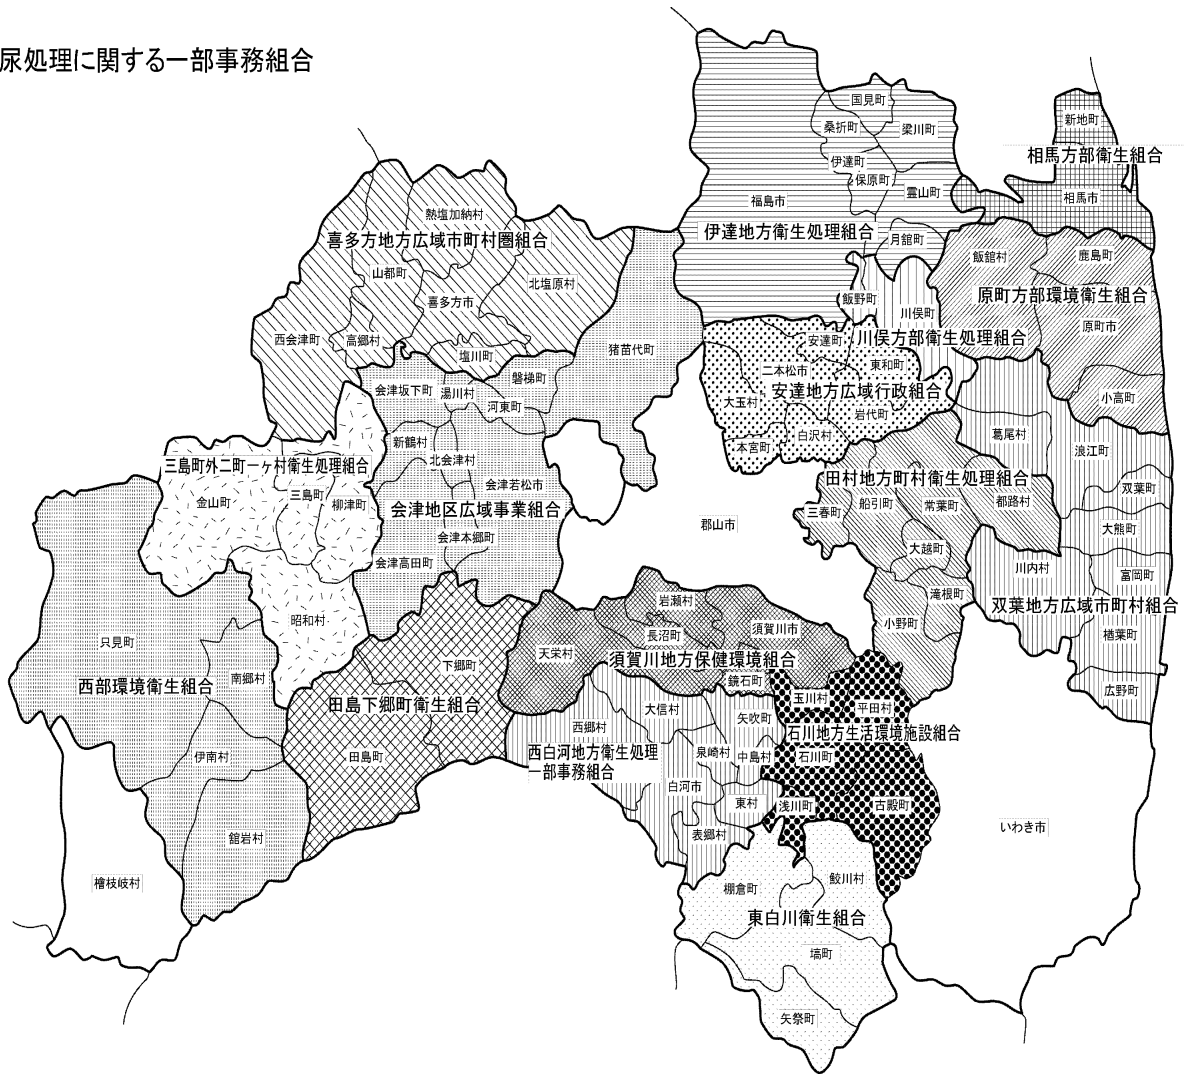 尿処理に関する一部事務組合
国見町
桑折町
梁川町
新地町
相馬方部衛生組合
伊達町
保原町
霊山町
相馬市
福島市
伊達地方衛生処理組合
月舘町
熱塩加納村
喜多方地方広域市町村圏組合
山都町
北塩原村
喜多方市
飯舘村
鹿島町
原町方部環境衛生組合
原町市
飯野町
川俣町
川俣方部衛生処理組合
西会津町
高郷村
塩川町
猪苗代町
安達町
二本松市
東和町
安達地方広域行政組合
大玉村
岩代町
白沢村
本宮町
小高町
磐梯町
会津坂下町
湯川村
河東町
新鶴村
北会津村
会津若松市
会津地区広域事業組合
会津本郷町
会津高田町
三島町外二町一ヶ村衛生処理組合
金山町
三島町
柳津町
昭和村
葛尾村
浪江町
田村地方町村衛生処理組合
船引町
常葉町
都路村
三春町
大越町
滝根町
小野町
双葉町
大熊町
川内村
富岡町
双葉地方広域市町村組合
楢葉町
広野町
郡山市
只見町
南郷村
西部環境衛生組合
伊南村
舘岩村
檜枝岐村
下郷町
田島下郷町衛生組合
田島町
岩瀬村
長沼町
須賀川市
天栄村
須賀川地方保健環境組合
鏡石町
玉川村
平田村
石川地方生活環境施設組合
石川町
浅川町
古殿町
西郷村
大信村
矢吹町
西白河地方衛生処理
一部事務組合
泉崎村
中島村
白河市
東村
表郷村
いわき市
棚倉町
鮫川村
東白川衛生組合
塙町
矢祭町